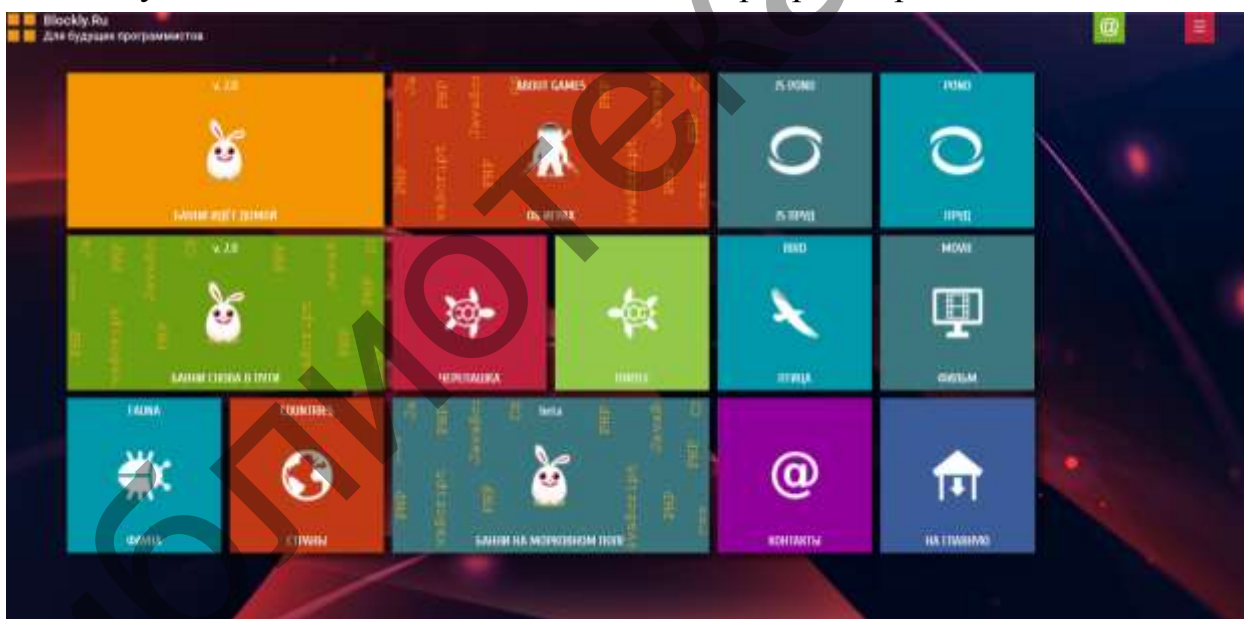 Blockly.Ru
Для будущих программистов
v. 2.0
БАННИ ИДЁТ ДОМОЙ
ABOUT GAMES
ОБ ИГРАХ
JS POND
JS ПРУД
POND
ПРУД
v. 2.0
БАННИ СНОВА В ПУТИ
ЧЕРЕПАШКА
TURTLE
BIRD
ПТИЦА
MOVIE
ФИЛЬМ
FAUNA
ФАУНА
COUNTRIES
СТРАНЫ
beta
БАННИ НА МОРКОВНОМ ПОЛЕ
@
КОНТАКТЫ
НА ГЛАВНУЮ